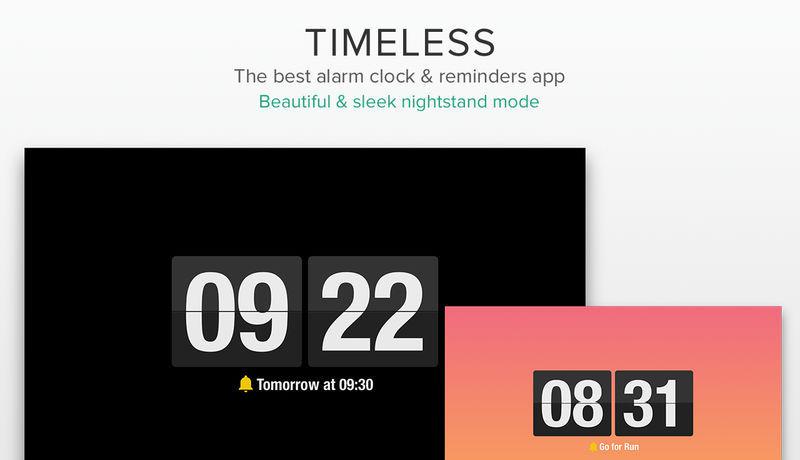 TIMELESS
The best alarm clock & reminders app
Beautiful & sleek nightstand mode
09 22
Tomorrow at 09:30
08 31
Go for Run